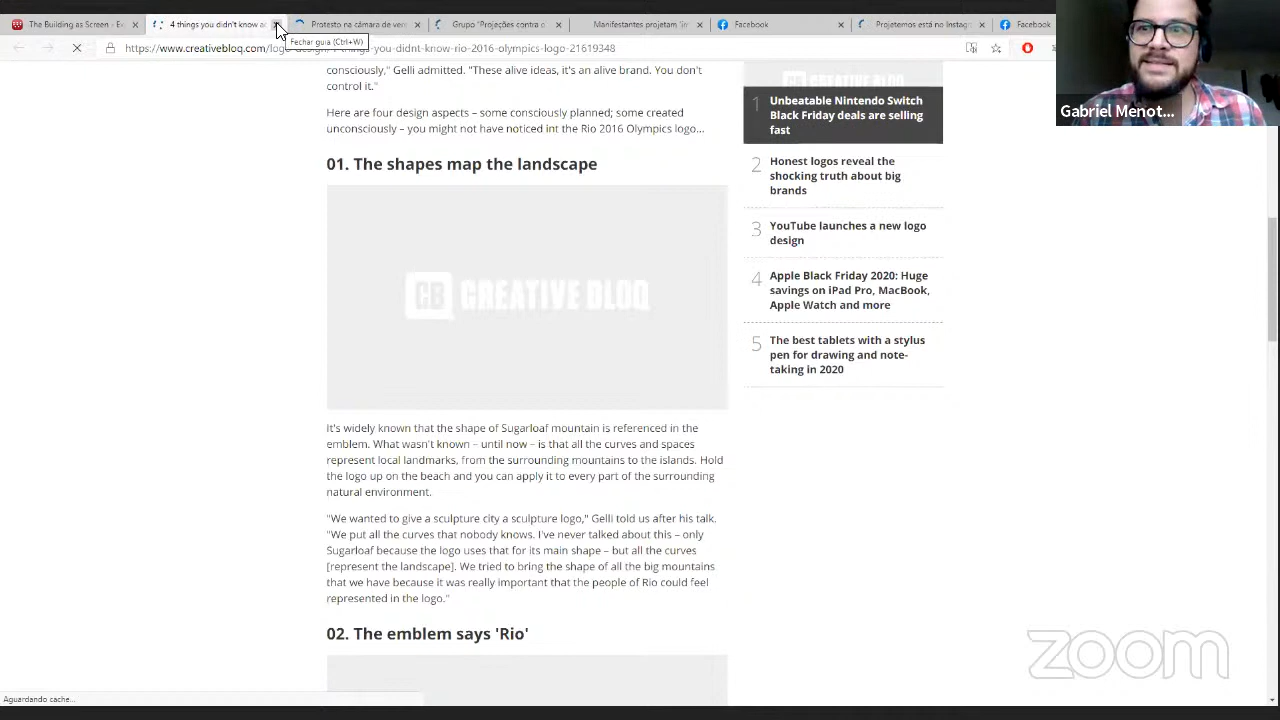 The Building as Screen - Ex
4 things you didn't know ab
Protesto na câmara de vere
Grupo "Projeções contra o
Manifestantes projetam "im
Facebook
Projetemos está no Instagr
Facebook
Fechar guia (Ctrl+W)
https://www.creativebloq.com/logo-design/4-things-you-didnt-know-rio-2016-olympics-logo-21619348
Gabriel Menot...
consciously," Gelli admitted. "These alive ideas, it's an alive brand. You don't
control it."
Here are four design aspects – some consciously planned; some created
unconsciously – you might not have noticed int the Rio 2016 Olympics logo...
01. The shapes map the landscape
CB CREATIVE BLOQ
It's widely known that the shape of Sugarloaf mountain is referenced in the
emblem. What wasn't known – until now – is that all the curves and spaces
represent local landmarks, from the surrounding mountains to the islands. Hold
the logo up on the beach and you can apply it to every part of the surrounding
natural environment.
"We wanted to give a sculpture city a sculpture logo," Gelli told us after his talk.
"We put all the curves that nobody knows. I've never talked about this – only
Sugarloaf because the logo uses that for its main shape – but all the curves
[represent the landscape]. We tried to bring the shape of all the big mountains
that we have because it was really important that the people of Rio could feel
represented in the logo."
02. The emblem says 'Rio'
CB CREATIVE BLOQ
1 Unbeatable Nintendo Switch
Black Friday deals are selling
fast
2 Honest logos reveal the
shocking truth about big
brands
3 YouTube launches a new logo
design
4 Apple Black Friday 2020: Huge
savings on iPad Pro, MacBook,
Apple Watch and more
5 The best tablets with a stylus
pen for drawing and note-
taking in 2020
Aguardando cache...
zoom